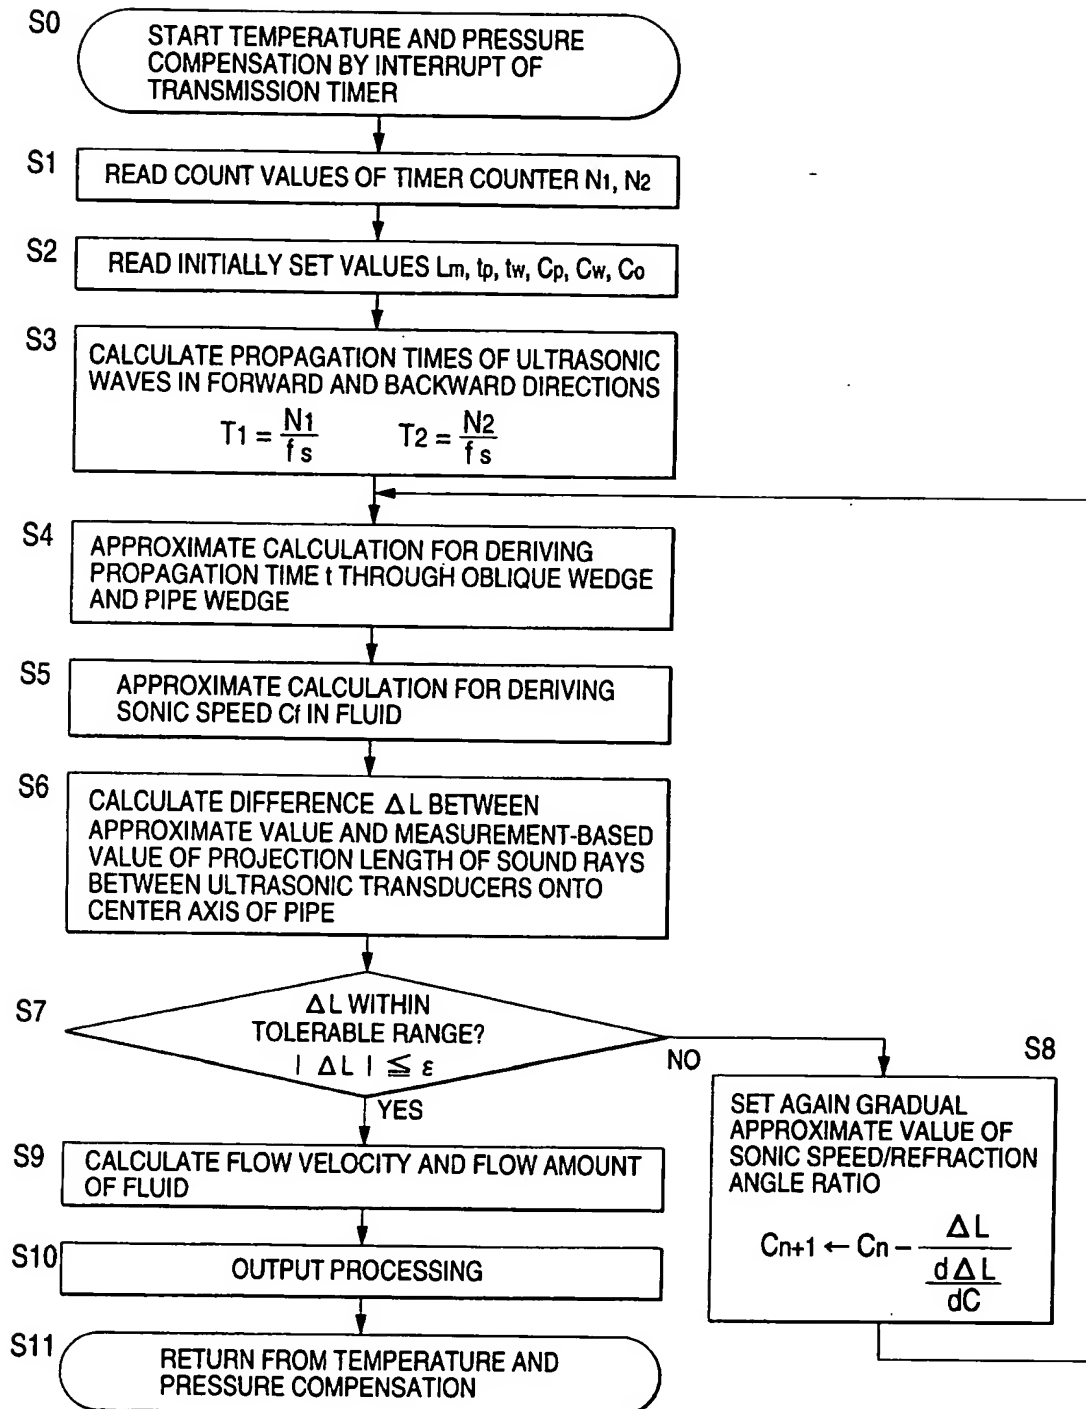 S0
START TEMPERATURE AND PRESSURE
COMPENSATION BY INTERRUPT OF
TRANSMISSION TIMER
S1
READ COUNT VALUES OF TIMER COUNTER N1, N2
S2
READ INITIALLY SET VALUES Lm, tp, tw, Cp, Cw, Co
S3
CALCULATE PROPAGATION TIMES OF ULTRASONIC
WAVES IN FORWARD AND BACKWARD DIRECTIONS
T1 = N1/fs T2 = N2/fs
S4
APPROXIMATE CALCULATION FOR DERIVING
PROPAGATION TIME t THROUGH OBLIQUE WEDGE
AND PIPE WEDGE
S5
APPROXIMATE CALCULATION FOR DERIVING
SONIC SPEED Cf IN FLUID
S6
CALCULATE DIFFERENCE ΔL BETWEEN
APPROXIMATE VALUE AND MEASUREMENT-BASED
VALUE OF PROJECTION LENGTH OF SOUND RAYS
BETWEEN ULTRASONIC TRANSDUCERS ONTO
CENTER AXIS OF PIPE
S7
ΔL WITHIN
TOLERABLE RANGE?
| ΔL | ≦ ε
NO
YES
S8
SET AGAIN GRADUAL
APPROXIMATE VALUE OF
SONIC SPEED/REFRACTION
ANGLE RATIO
Cn+1 ← Cn − ΔL/(dΔL/dC)
S9
CALCULATE FLOW VELOCITY AND FLOW AMOUNT
OF FLUID
S10
OUTPUT PROCESSING
S11
RETURN FROM TEMPERATURE AND
PRESSURE COMPENSATION